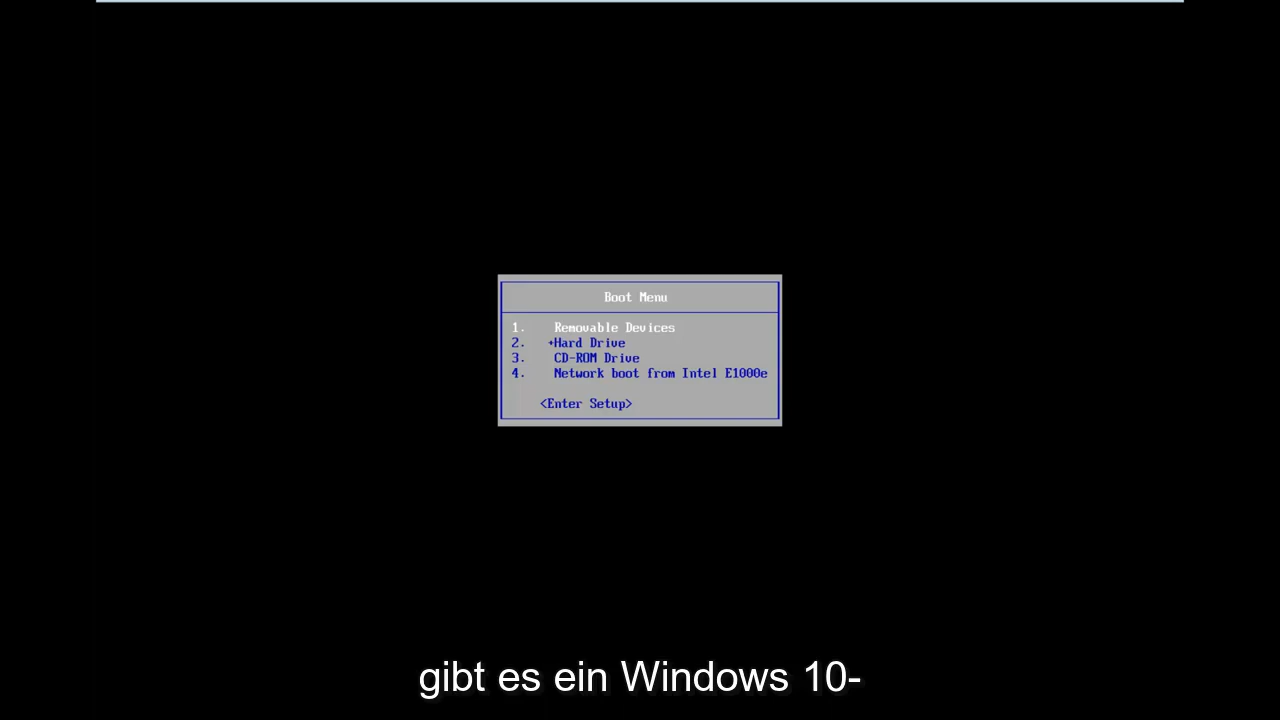 Boot Menu
1. Removable Devices
2. +Hard Drive
3. CD-ROM Drive
4. Network boot from Intel E1000e
<Enter Setup>
gibt es ein Windows 10-